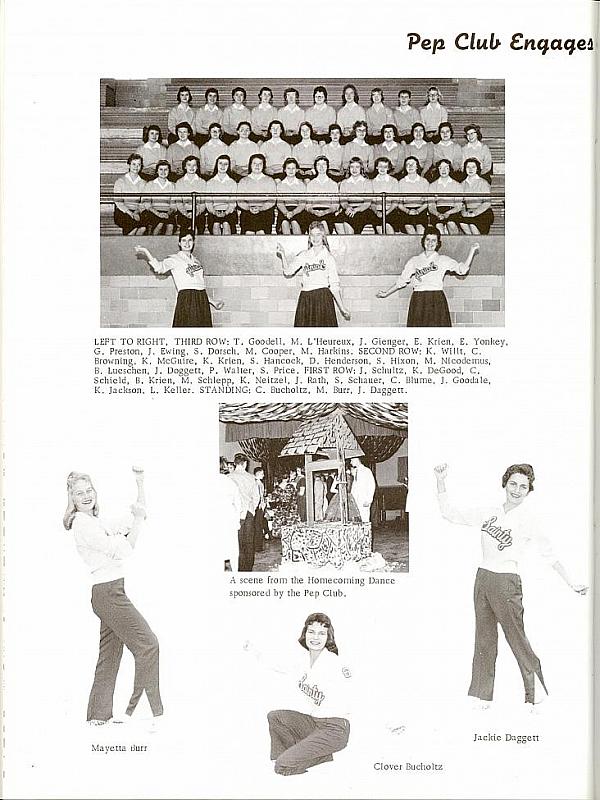 Pep Club Engages
LEFT TO RIGHT, THIRD ROW: T. Goodell, M. L'Heureux, J. Gienger, E. Krien, E. Yonkey,
G. Preston, J. Ewing, S. Dorsch, M. Cooper, M. Harkins. SECOND ROW: K. Willt, C.
Browning, K. McGuire, K. Krien, S. Hancock, D. Henderson, S. Hixon, M. Nicodemus,
B. Lueschen, J. Doggett, P. Walter, S. Price. FIRST ROW: J. Schultz, K. DeGood, C.
Schield, B. Krien, M. Schlepp, K. Neitzel, J. Rath, S. Schauer, C. Blume, J. Goodale,
K. Jackson, L. Keller. STANDING: C. Bucholtz, M. Burr, J. Daggett.
A scene from the Homecoming Dance
sponsored by the Pep Club.
Sainty
Sainty
Mayetta Burr
Jackie Daggett
Clover Bucholtz